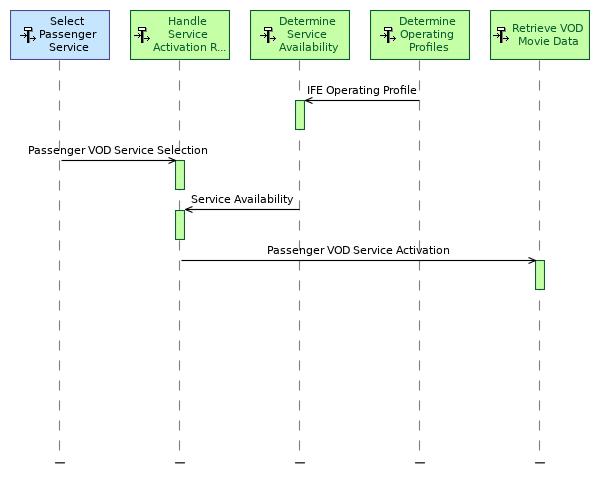 Select
Passenger
Service
Handle
Service
Activation R...
Determine
Service
Availability
Determine
Operating
Profiles
Retrieve VOD
Movie Data
IFE Operating Profile
Passenger VOD Service Selection
Service Availability
Passenger VOD Service Activation